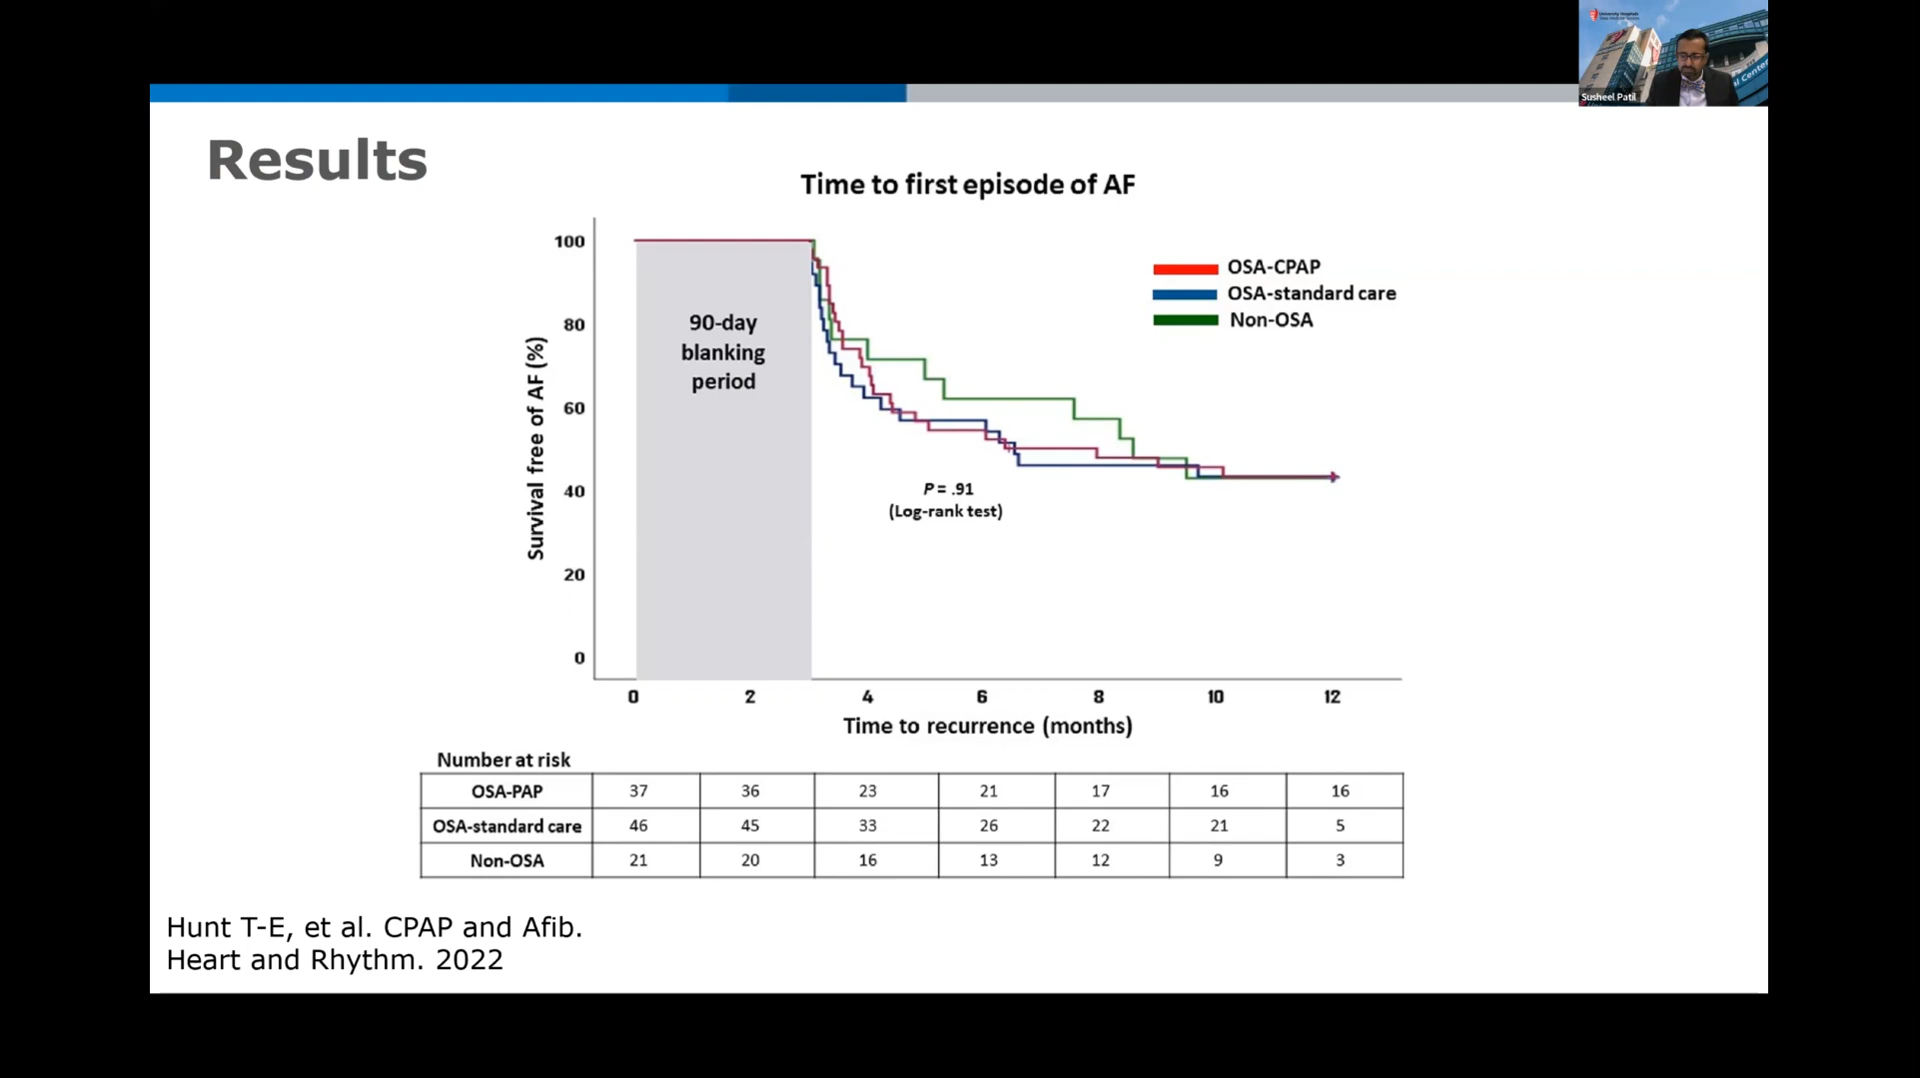 University Hospitals
al Center
Susheel Patil
Results
Time to first episode of AF
Survival free of AF (%)
100
80
60
40
20
0
90-day
blanking
period
OSA-CPAP
OSA-standard care
Non-OSA
P = .91
(Log-rank test)
0 2 4 6 8 10 12
Time to recurrence (months)
Number at risk
OSA-PAP 37 36 23 21 17 16 16
OSA-standard care 46 45 33 26 22 21 5
Non-OSA 21 20 16 13 12 9 3
Hunt T-E, et al. CPAP and Afib.
Heart and Rhythm. 2022